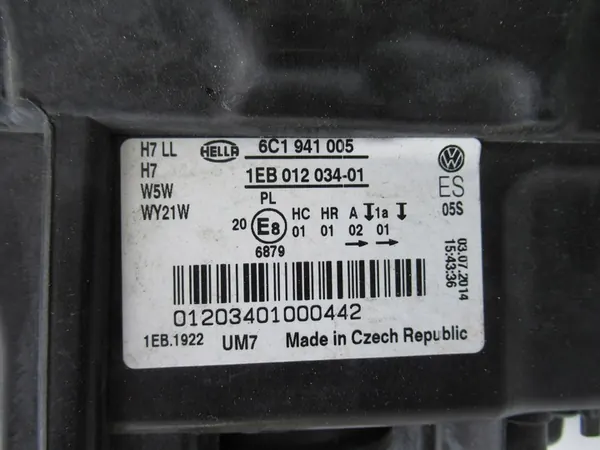 H7 LL HELLA 6C1 941 005
H7 1EB 012 034-01
W5W PL ES
WY21W 05S
20 E8 HC HR A 1a
01 01 02 01
6879
03.07.2014
15:43:36
01203401000442
1EB.1922 UM7 Made in Czech Republic